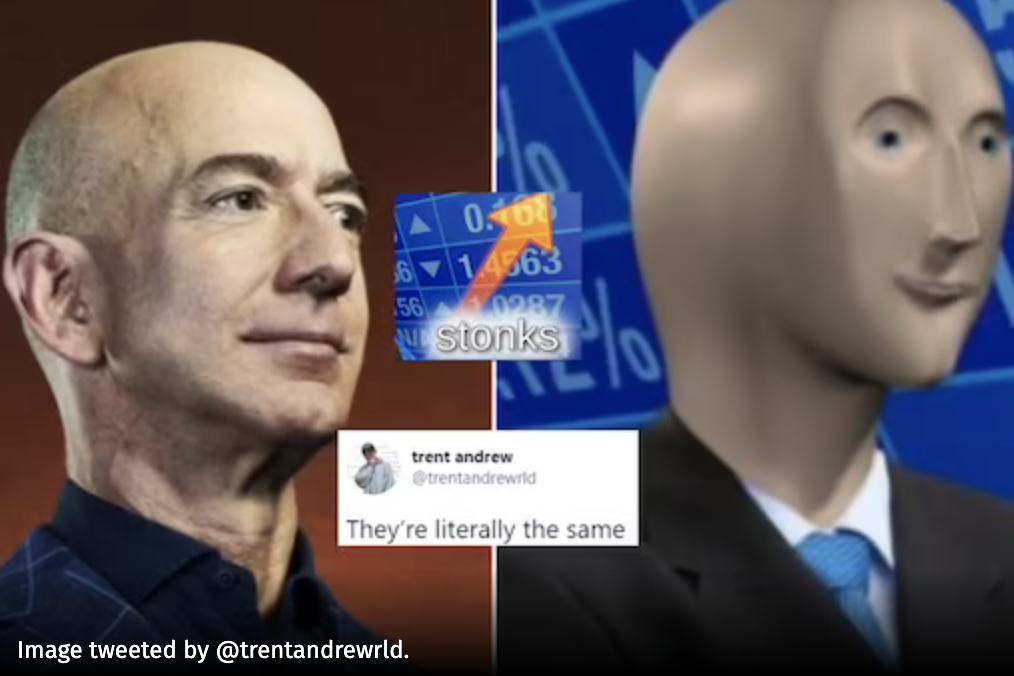 0.168
1.4563
1.0287
stonks
trent andrew
@trentandrewrld
They're literally the same
Image tweeted by @trentandrewrld.